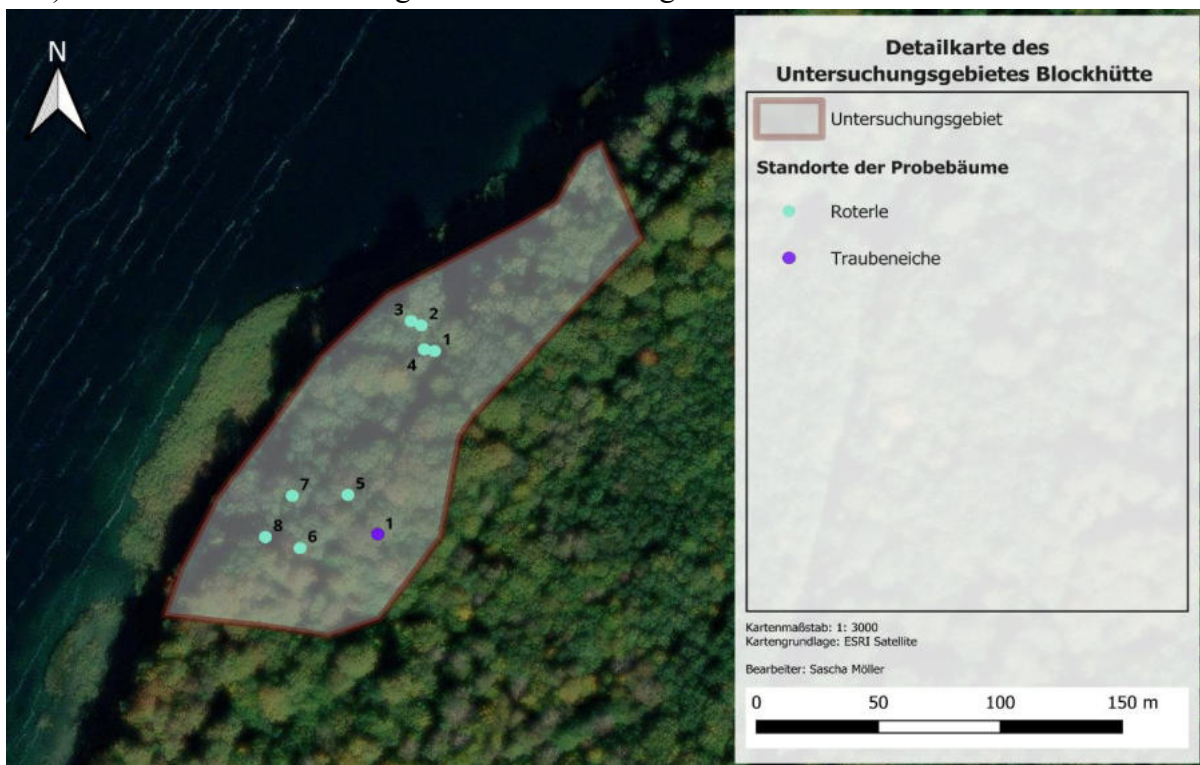 N
Detailkarte des
Untersuchungsgebietes Blockhütte
Untersuchungsgebiet
Standorte der Probebäume
Roterle
Traubeneiche
3
2
1
4
7
5
8
6
1
Kartenmaßstab: 1: 3000
Kartengrundlage: ESRI Satellite
Bearbeiter: Sascha Möller
0 50 100 150 m